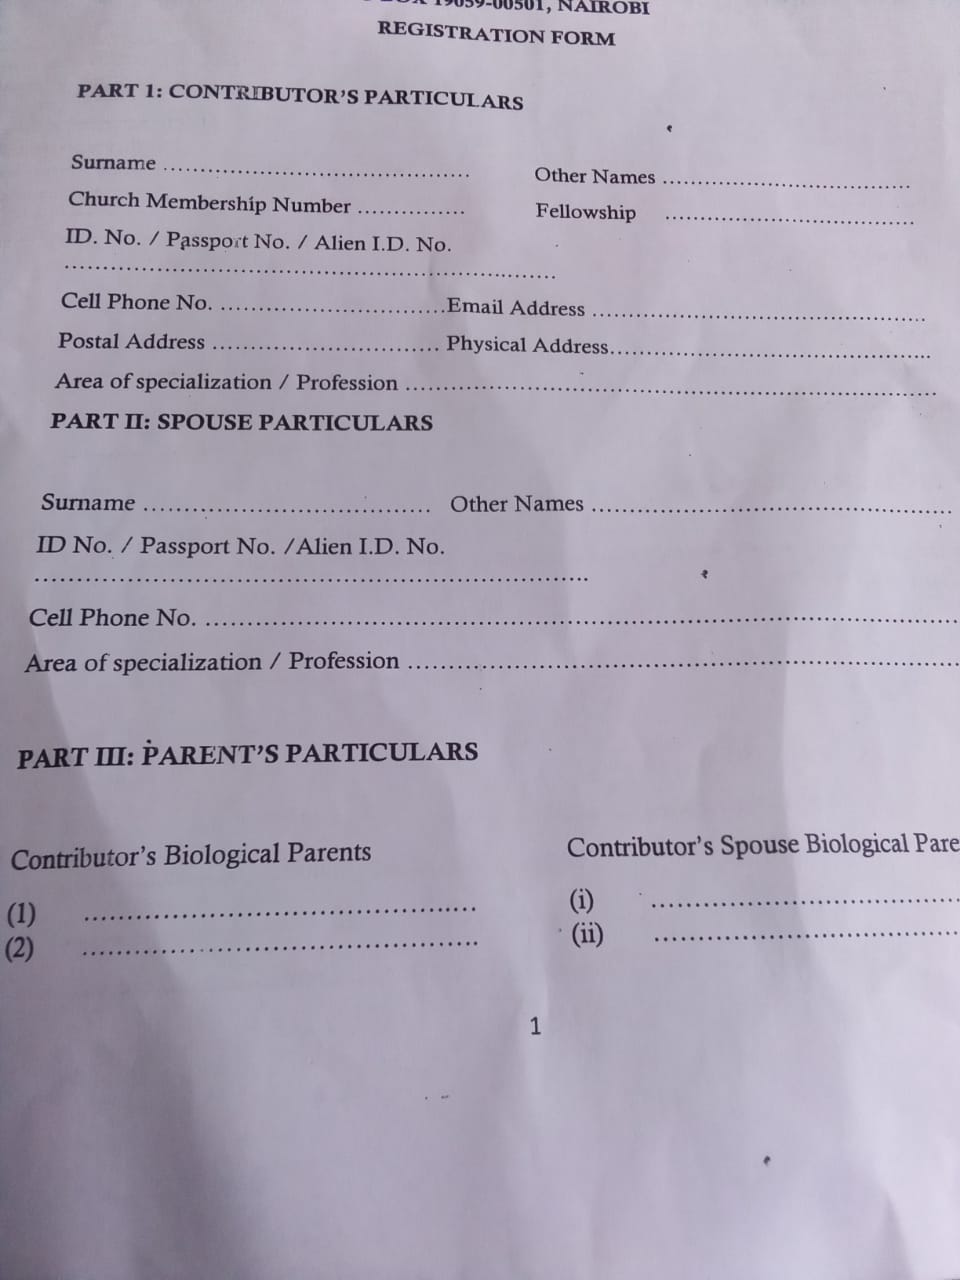 19059-00501, NAIROBI
REGISTRATION FORM
PART 1: CONTRIBUTOR'S PARTICULARS
Surname ........................................ Other Names ..................................
Church Membership Number ............... Fellowship ..................................
ID. No. / Passport No. / Alien I.D. No.
.................................................................
Cell Phone No. ..............................Email Address ............................................
Postal Address .............................. Physical Address..........................................
Area of specialization / Profession ......................................................................
PART II: SPOUSE PARTICULARS
Surname .................................. Other Names ..........................................
ID No. / Passport No. /Alien I.D. No.
.................................................................
Cell Phone No. ..........................................................................................
Area of specialization / Profession .................................................................
PART III: PARENT'S PARTICULARS
Contributor's Biological Parents Contributor's Spouse Biological Pare
(1) ............................................. (i) ....................................
(2) ............................................. (ii) ....................................
1